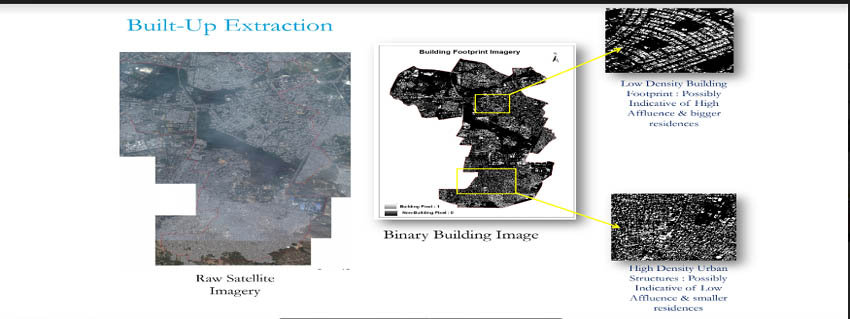 Built-Up Extraction
Building Footprint Imagery
Low Density Building
Footprint : Possibly
Indicative of High
Affluence & bigger
residences
Building Pixel : 1
Non-Building Pixel : 0
Binary Building Image
Raw Satellite
Imagery
High Density Urban
Structures : Possibly
Indicative of Low
Affluence & smaller
residences